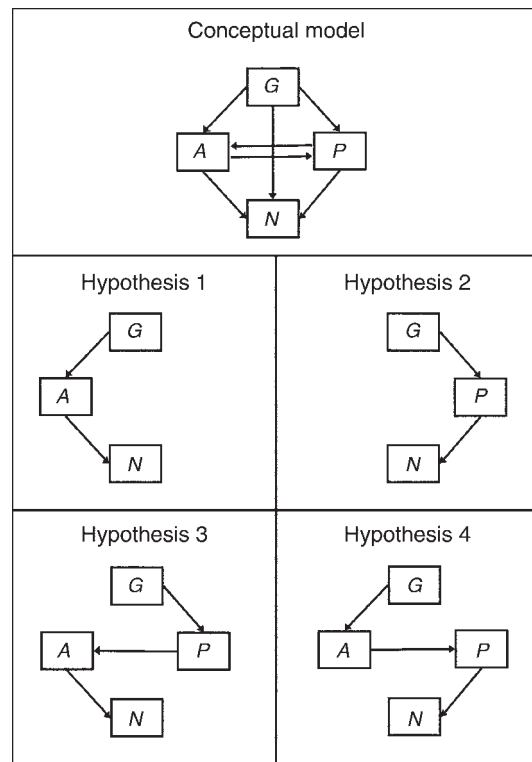 Conceptual model
G
A P
N
Hypothesis 1 Hypothesis 2
G G
A P
N N
Hypothesis 3 Hypothesis 4
G G
A P A P
N N